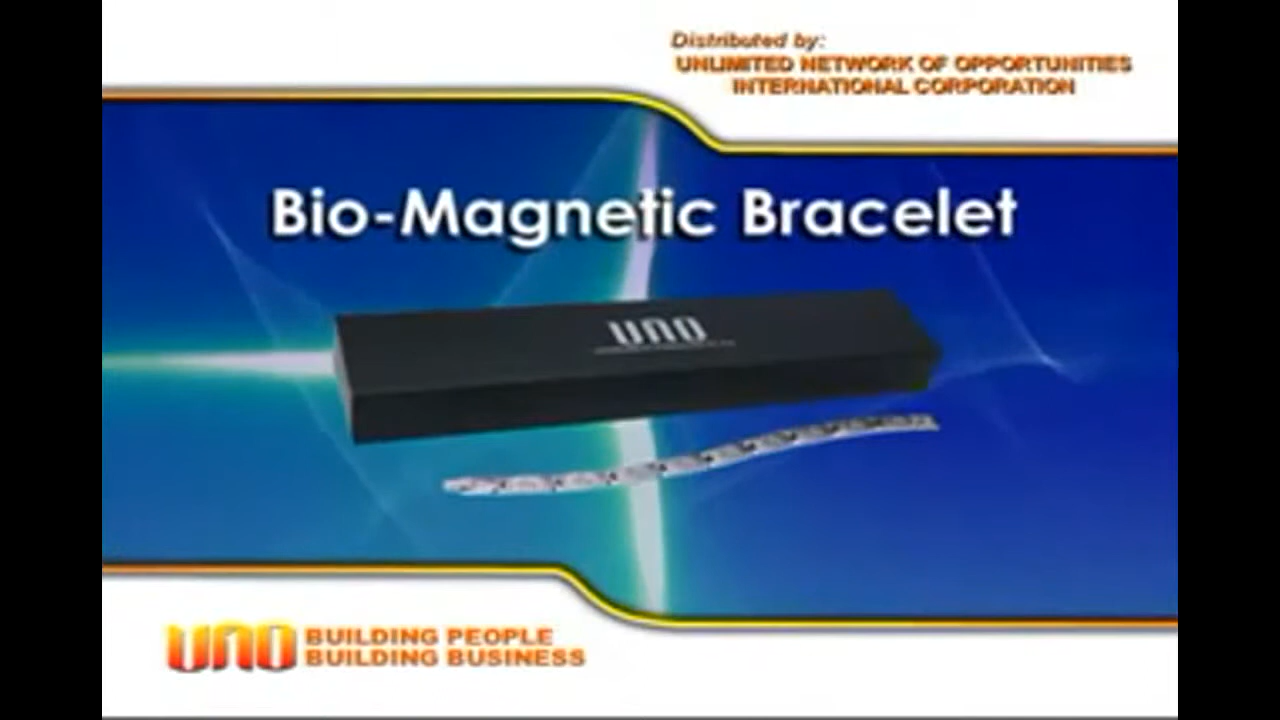 Distributed by:
UNLIMITED NETWORK OF OPPORTUNITIES
INTERNATIONAL CORPORATION
Bio-Magnetic Bracelet
UNO
UNO BUILDING PEOPLE
BUILDING BUSINESS